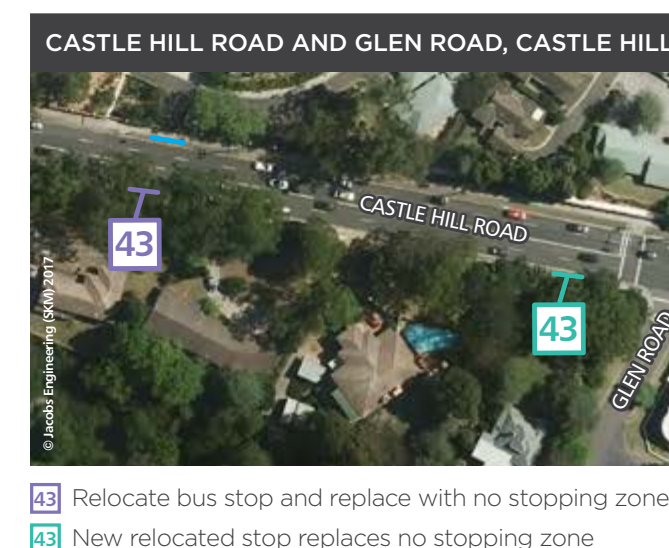 CASTLE HILL ROAD AND GLEN ROAD, CASTLE HILL
CASTLE HILL ROAD
43
43
GLEN ROAD
© Jacobs Engineering (SKM) 2017
43 Relocate bus stop and replace with no stopping zone
43 New relocated stop replaces no stopping zone